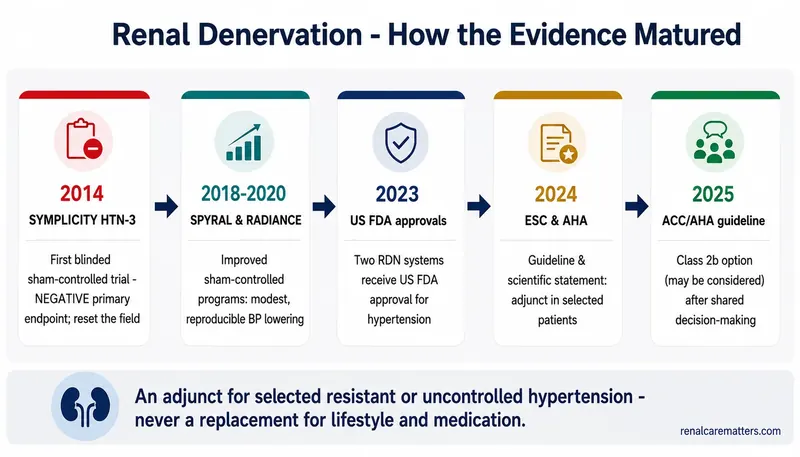 Renal Denervation - How the Evidence Matured
2014
SYMPLICITY HTN-3
First blinded
sham-controlled trial -
NEGATIVE primary
endpoint; reset the field
2018-2020
SPYRAL & RADIANCE
Improved
sham-controlled
programs: modest,
reproducible BP lowering
2023
US FDA approvals
Two RDN systems
receive US FDA
approval for
hypertension
2024
ESC & AHA
Guideline &
scientific statement:
adjunct in selected
patients
2025
ACC/AHA guideline
Class 2b option
(may be considered)
after shared
decision-making
An adjunct for selected resistant or uncontrolled hypertension -
never a replacement for lifestyle and medication.
renalcarematters.com